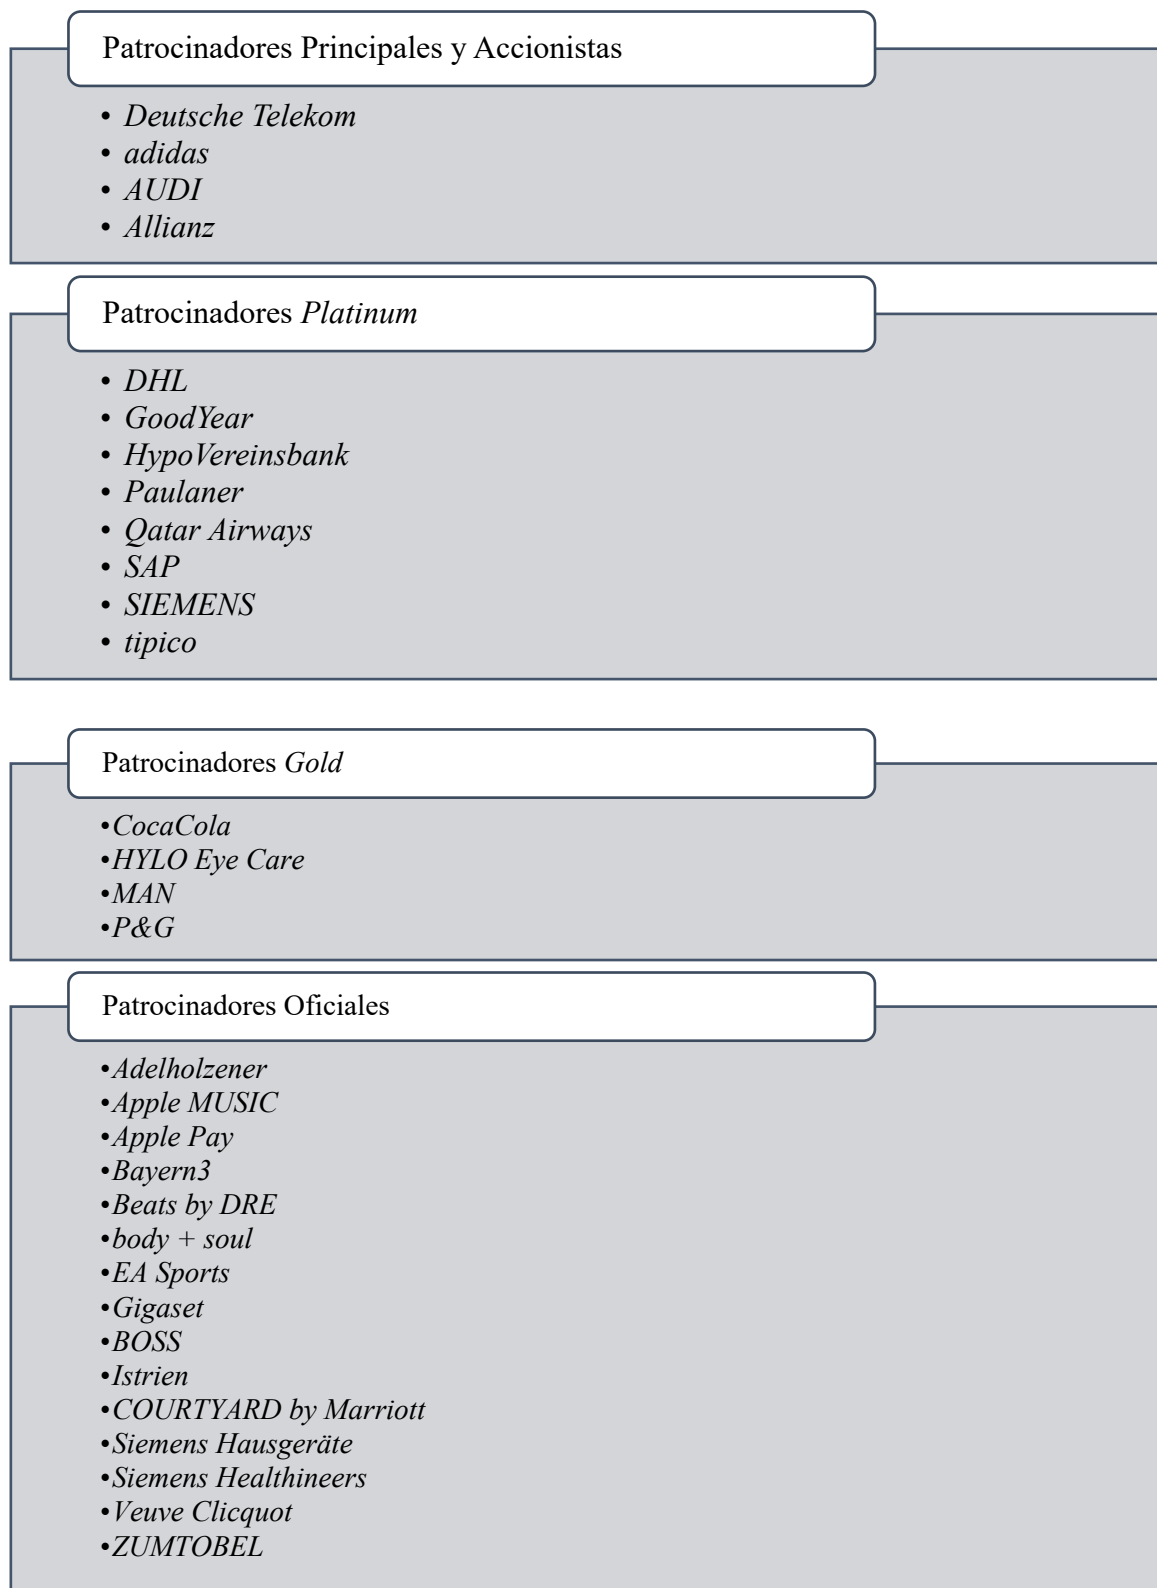 Patrocinadores Principales y Accionistas
• Deutsche Telekom
• adidas
• AUDI
• Allianz
Patrocinadores Platinum
• DHL
• GoodYear
• HypoVereinsbank
• Paulaner
• Qatar Airways
• SAP
• SIEMENS
• tipico
Patrocinadores Gold
•CocaCola
•HYLO Eye Care
•MAN
•P&G
Patrocinadores Oficiales
•Adelholzener
•Apple MUSIC
•Apple Pay
•Bayern3
•Beats by DRE
•body + soul
•EA Sports
•Gigaset
•BOSS
•Istrien
•COURTYARD by Marriott
•Siemens Hausgeräte
•Siemens Healthineers
•Veuve Clicquot
•ZUMTOBEL